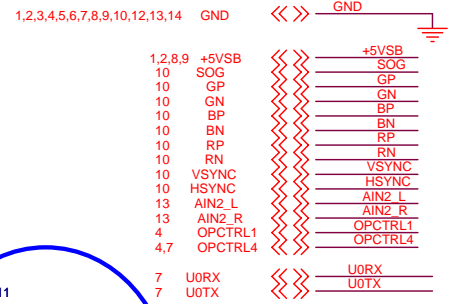 1,2,3,4,5,6,7,8,9,10,12,13,14 GND GND
1,2,8,9 +5VSB +5VSB
10 SOG SOG
10 GP GP
10 GN GN
10 BP BP
10 BN BN
10 RP RP
10 RN RN
10 VSYNC VSYNC
10 HSYNC HSYNC
13 AIN2_L AIN2_L
13 AIN2_R AIN2_R
4 OPCTRL1 OPCTRL1
4,7 OPCTRL4 OPCTRL4
7 U0RX U0RX
7 U0TX U0TX